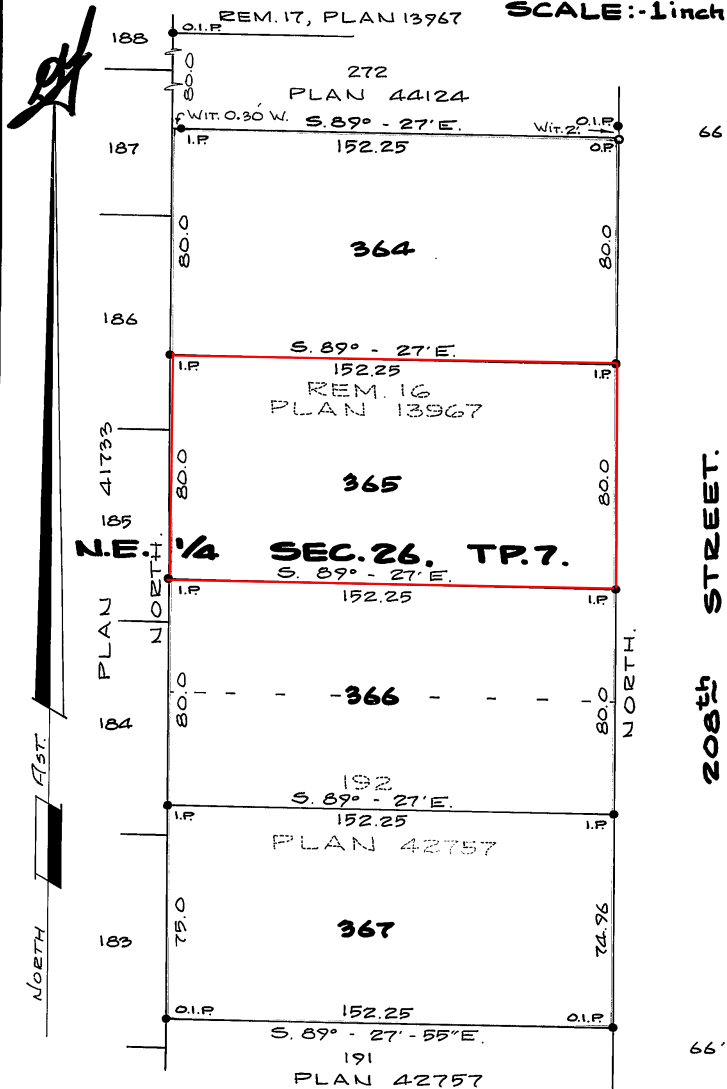 SCALE:-1inch
REM. 17, PLAN 13967
O.I.P.
188
80.0
272
PLAN 44124
WIT. 0.30' W.
S. 89° - 27' E.
WIT. 2'.
O.I.P.
66
I.P.
152.25
O.P.
187
80.0
364
80.0
186
S. 89° - 27' E.
I.P.
152.25
I.P.
REM. 16
PLAN 13967
80.0
365
80.0
185
N.E. 1/4 SEC. 26, TP. 7.
S. 89° - 27' E.
I.P.
152.25
I.P.
PLAN 41733
NORTH.
NORTH.
208th STREET.
80.0
366
80.0
184
192
S. 89° - 27' E.
I.P.
152.25
I.P.
PLAN 42757
75.0
367
74.96
183
NORTH
AST.
O.I.P.
152.25
O.I.P.
S. 89° - 27' - 55" E.
191
PLAN 42757
66'